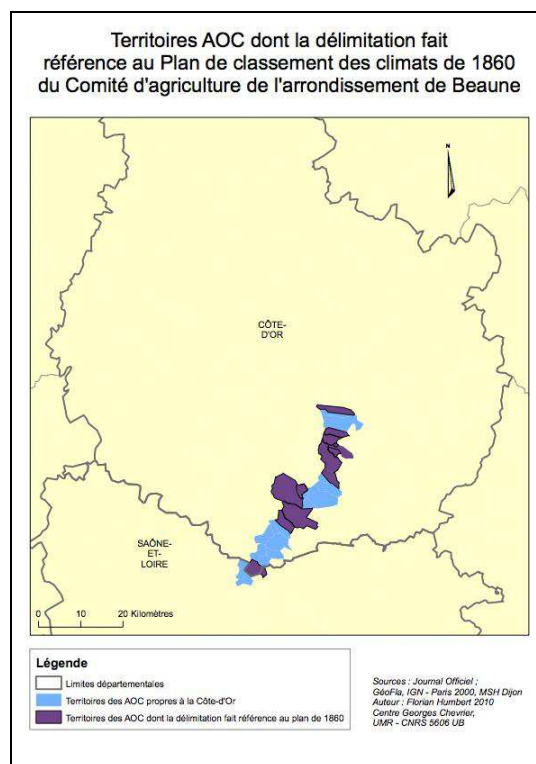 Territoires AOC dont la délimitation fait
référence au Plan de classement des climats de 1860
du Comité d'agriculture de l'arrondissement de Beaune
N
CÔTE-
D'OR
SAÔNE-
ET-
LOIRE
0 10 20 Kilomètres
Légende
Limites départementales
Territoires des AOC propres à la Côte-d'Or
Territoires des AOC dont la délimitation fait référence au plan de 1860
Sources : Journal Officiel ;
GéoFla, IGN - Paris 2000, MSH Dijon
Auteur : Florian Humbert 2010
Centre Georges Chevrier,
UMR - CNRS 5606 UB